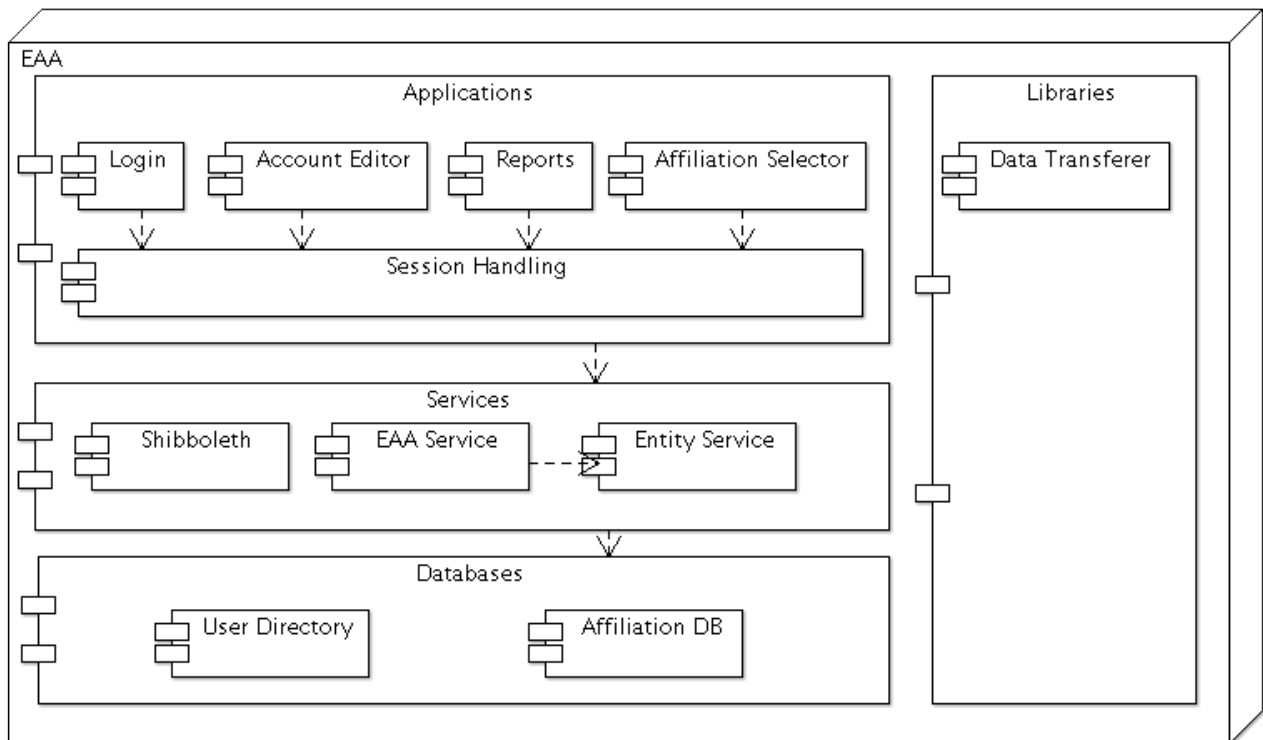 EAA
Applications
Libraries
Login
Account Editor
Reports
Affiliation Selector
Data Transferer
Session Handling
Services
Shibboleth
EAA Service
Entity Service
Databases
User Directory
Affiliation DB